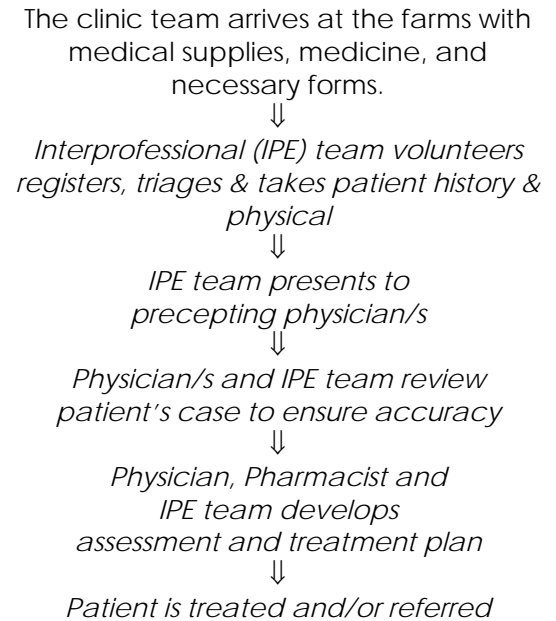 The clinic team arrives at the farms with
medical supplies, medicine, and
necessary forms.
⇓
Interprofessional (IPE) team volunteers
registers, triages & takes patient history &
physical
⇓
IPE team presents to
precepting physician/s
⇓
Physician/s and IPE team review
patient's case to ensure accuracy
⇓
Physician, Pharmacist and
IPE team develops
assessment and treatment plan
⇓
Patient is treated and/or referred